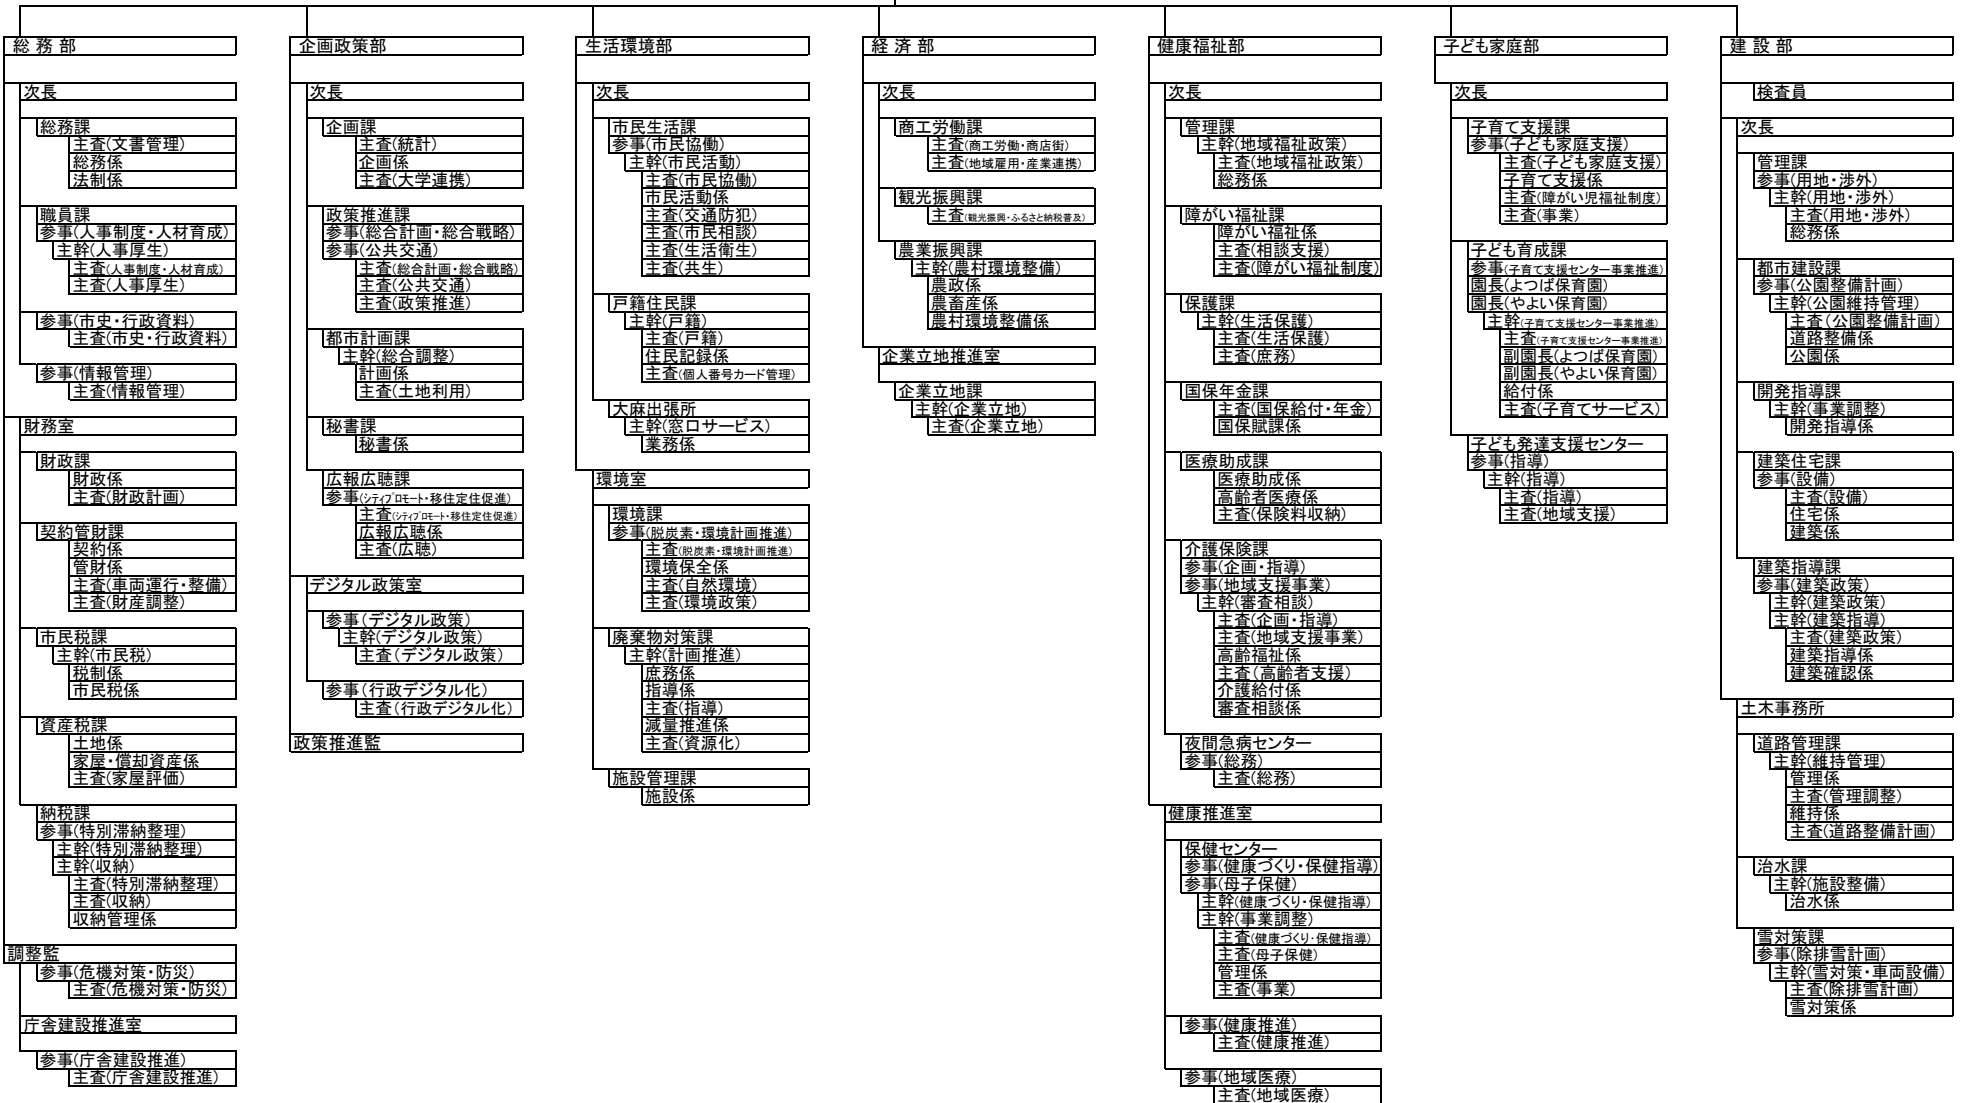 総 務 部
次長
総務課
主査(文書管理)
総務係
法制係
職員課
参事(人事制度・人材育成)
主幹(人事厚生)
主査(人事制度・人材育成)
主査(人事厚生)
参事(市史・行政資料)
主査(市史・行政資料)
参事(情報管理)
主査(情報管理)
財務室
財政課
財政係
主査(財政計画)
契約管財課
契約係
管財係
主査(車両運行・整備)
主査(財産調整)
市民税課
主幹(市民税)
税制係
市民税係
資産税課
土地係
家屋・償却資産係
主査(家屋評価)
納税課
参事(特別滞納整理)
主幹(特別滞納整理)
主幹(収納)
主査(特別滞納整理)
主査(収納)
収納管理係
調整監
参事(危機対策・防災)
主査(危機対策・防災)
庁舎建設推進室
参事(庁舎建設推進)
主査(庁舎建設推進)
企画政策部
次長
企画課
主査(統計)
企画係
主査(大学連携)
政策推進課
参事(総合計画・総合戦略)
参事(公共交通)
主査(総合計画・総合戦略)
主査(公共交通)
主査(政策推進)
都市計画課
主幹(総合調整)
計画係
主査(土地利用)
秘書課
秘書係
広報広聴課
参事(シティプロモート・移住定住促進)
主査(シティプロモート・移住定住促進)
広報広聴係
主査(広聴)
デジタル政策室
参事(デジタル政策)
主幹(デジタル政策)
主査(デジタル政策)
参事(行政デジタル化)
主査(行政デジタル化)
政策推進監
生活環境部
次長
市民生活課
参事(市民協働)
主幹(市民活動)
主査(市民協働)
市民活動係
主査(交通防犯)
主査(市民相談)
主査(生活衛生)
主査(共生)
戸籍住民課
主幹(戸籍)
主査(戸籍)
住民記録係
主査(個人番号カード管理)
大麻出張所
主幹(窓口サービス)
業務係
環境室
環境課
参事(脱炭素・環境計画推進)
主査(脱炭素・環境計画推進)
環境保全係
主査(自然環境)
主査(環境政策)
廃棄物対策課
主幹(計画推進)
庶務係
指導係
主査(指導)
減量推進係
主査(資源化)
施設管理課
施設係
経 済 部
次長
商工労働課
主査(商工労働・商店街)
主査(地域雇用・産業連携)
観光振興課
主査(観光振興・ふるさと納税普及)
農業振興課
主幹(農村環境整備)
農政係
農畜産係
農村環境整備係
企業立地推進室
企業立地課
主幹(企業立地)
主査(企業立地)
健康福祉部
次長
管理課
主幹(地域福祉政策)
主査(地域福祉政策)
総務係
障がい福祉課
障がい福祉係
主査(相談支援)
主査(障がい福祉制度)
保護課
主幹(生活保護)
主査(生活保護)
主査(庶務)
国保年金課
主査(国保給付・年金)
国保賦課係
医療助成課
医療助成係
高齢者医療係
主査(保険料収納)
介護保険課
参事(企画・指導)
参事(地域支援事業)
主幹(審査相談)
主査(企画・指導)
主査(地域支援事業)
高齢福祉係
主査(高齢者支援)
介護給付係
審査相談係
夜間急病センター
参事(総務)
主査(総務)
健康推進室
保健センター
参事(健康づくり・保健指導)
参事(母子保健)
主幹(健康づくり・保健指導)
主幹(事業調整)
主査(健康づくり・保健指導)
主査(母子保健)
管理係
主査(事業)
参事(健康推進)
主査(健康推進)
参事(地域医療)
主査(地域医療)
子ども家庭部
次長
子育て支援課
参事(子ども家庭支援)
主査(子ども家庭支援)
子育て支援係
主査(障がい児福祉制度)
主査(事業)
子ども育成課
参事(子育て支援センター事業推進)
園長(よつば保育園)
園長(やよい保育園)
主幹(子育て支援センター事業推進)
主査(子育て支援センター事業推進)
副園長(よつば保育園)
副園長(やよい保育園)
給付係
主査(子育てサービス)
子ども発達支援センター
参事(指導)
主幹(指導)
主査(指導)
主査(地域支援)
建 設 部
検査員
次長
管理課
参事(用地・渉外)
主幹(用地・渉外)
主査(用地・渉外)
総務係
都市建設課
参事(公園整備計画)
主幹(公園維持管理)
主査(公園整備計画)
道路整備係
公園係
開発指導課
主幹(事業調整)
開発指導係
建築住宅課
参事(設備)
主査(設備)
住宅係
建築係
建築指導課
参事(建築政策)
主幹(建築政策)
主幹(建築指導)
主査(建築政策)
建築指導係
建築確認係
土木事務所
道路管理課
主幹(維持管理)
管理係
主査(管理調整)
維持係
主査(道路整備計画)
治水課
主幹(施設整備)
治水係
雪対策課
参事(除排雪計画)
主幹(雪対策・車両設備)
主査(除排雪計画)
雪対策係